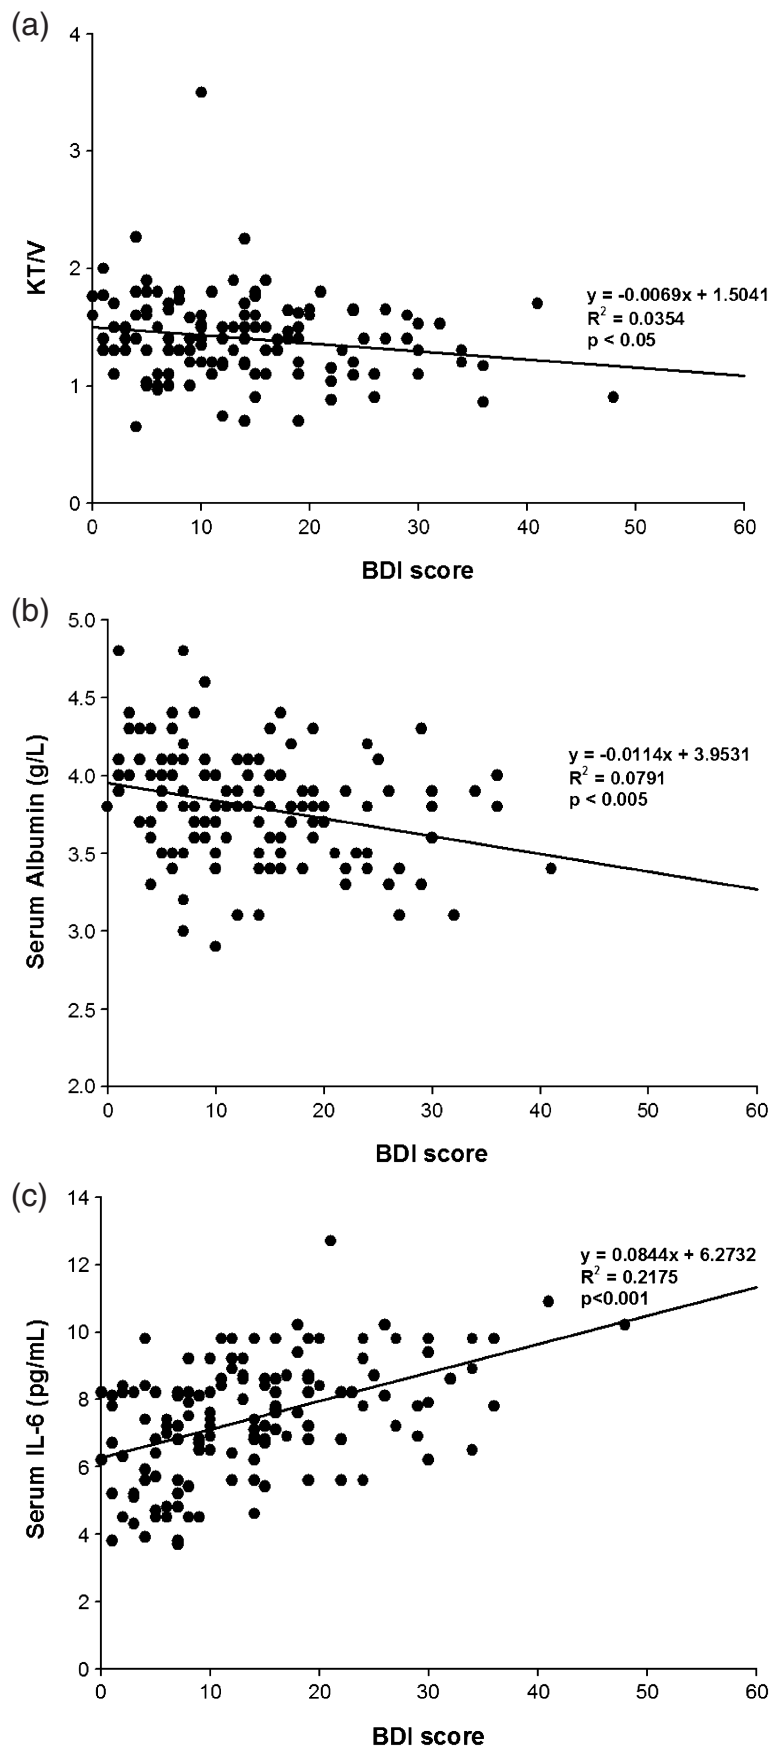 (a)
4
3
2
1
0
KT/V
y = -0.0069x + 1.5041
R² = 0.0354
p < 0.05
0 10 20 30 40 50 60
BDI score
(b)
5.0
4.5
4.0
3.5
3.0
2.5
2.0
Serum Albumin (g/L)
y = -0.0114x + 3.9531
R² = 0.0791
p < 0.005
0 10 20 30 40 50 60
BDI score
(c)
14
12
10
8
6
4
2
0
Serum IL-6 (pg/mL)
y = 0.0844x + 6.2732
R² = 0.2175
p<0.001
0 10 20 30 40 50 60
BDI score